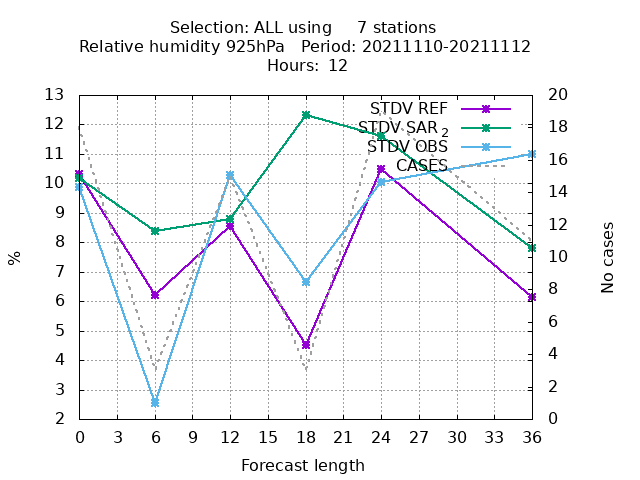 Selection: ALL using 7 stations
Relative humidity 925hPa Period: 20211110-20211112
Hours: 12
13
12
11
10
9
8
7
6
5
4
3
2
%
20
18
16
14
12
10
8
6
4
2
0
No cases
STDV REF
STDV SAR 2
STDV OBS
CASES
0 3 6 9 12 15 18 21 24 27 30 33 36
Forecast length